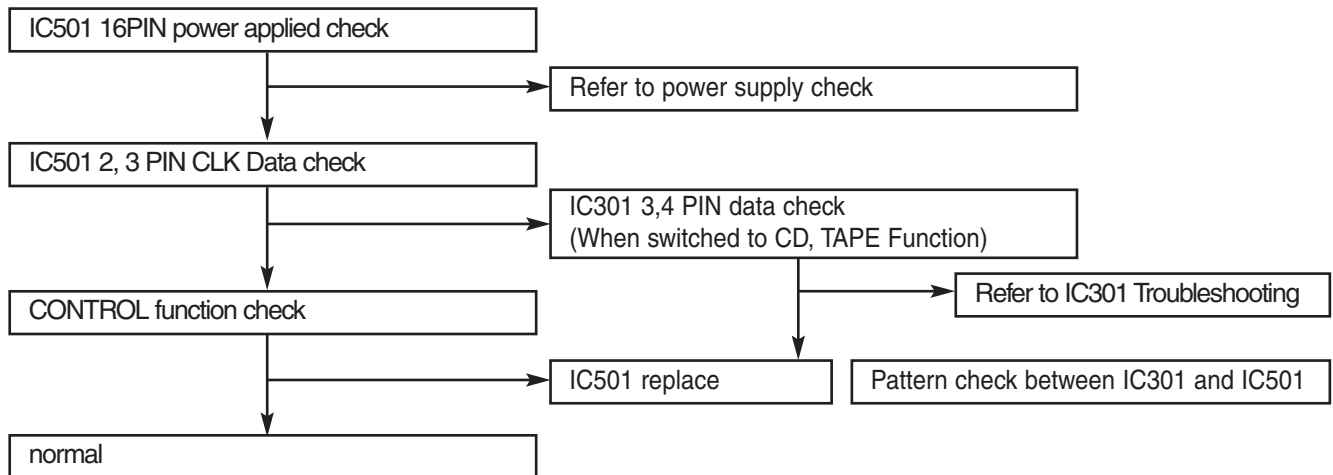 IC501 16PIN power applied check
Refer to power supply check
IC501 2, 3 PIN CLK Data check
IC301 3,4 PIN data check
(When switched to CD, TAPE Function)
Refer to IC301 Troubleshooting
CONTROL function check
IC501 replace
Pattern check between IC301 and IC501
normal